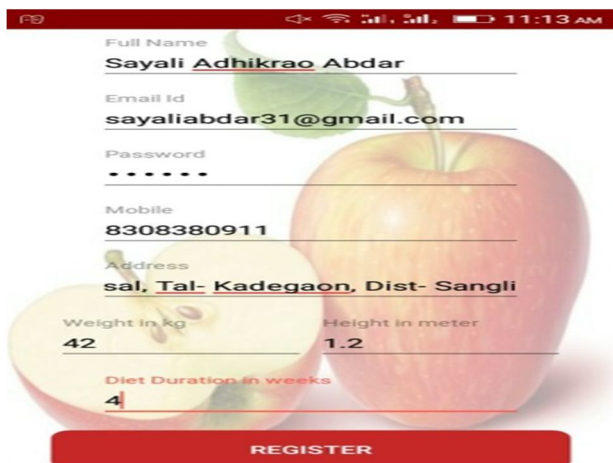 11:13 AM
Full Name
Sayali Adhikrao Abdar
Email Id
sayaliabdar31@gmail.com
Password
••••••
Mobile
8308380911
Address
sal, Tal- Kadegaon, Dist- Sangli
Weight in kg Height in meter
42 1.2
Diet Duration in weeks
4
REGISTER